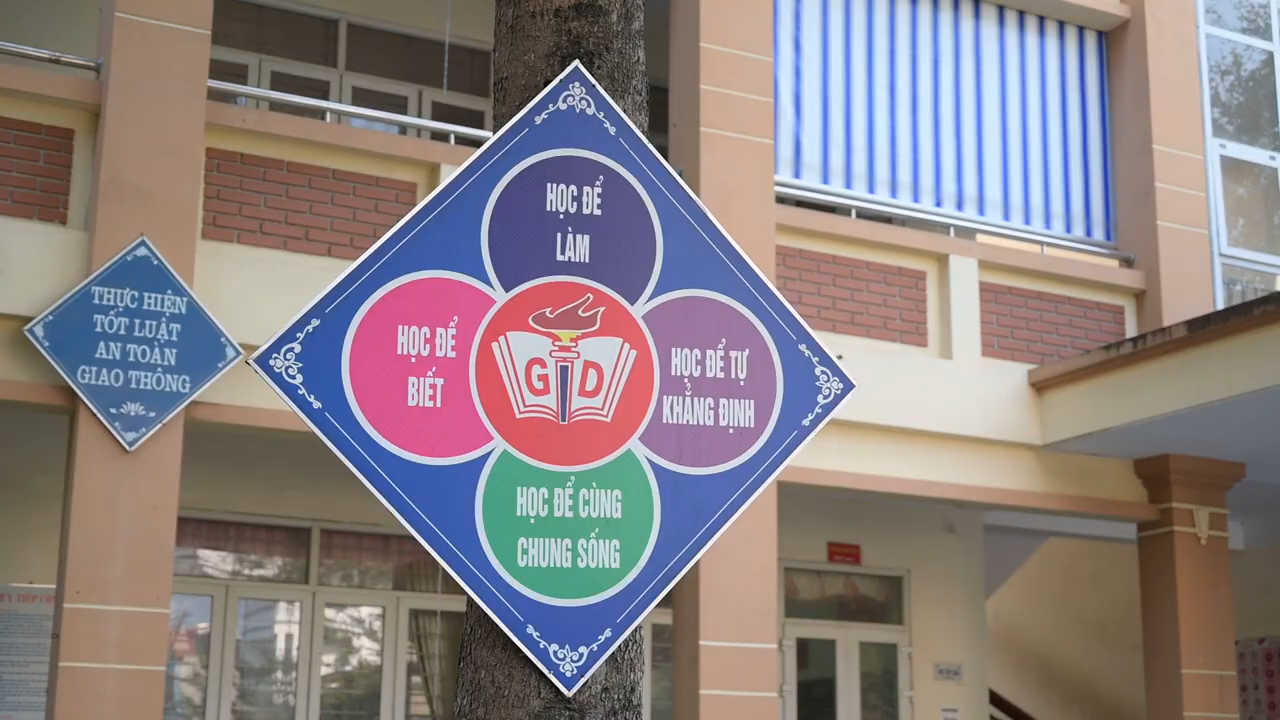 THỰC HIỆN
TỐT LUẬT
AN TOÀN
GIAO THÔNG
HỌC ĐỂ
LÀM
HỌC ĐỂ
BIẾT
GD
HỌC ĐỂ TỰ
KHẲNG ĐỊNH
HỌC ĐỂ CÙNG
CHUNG SỐNG